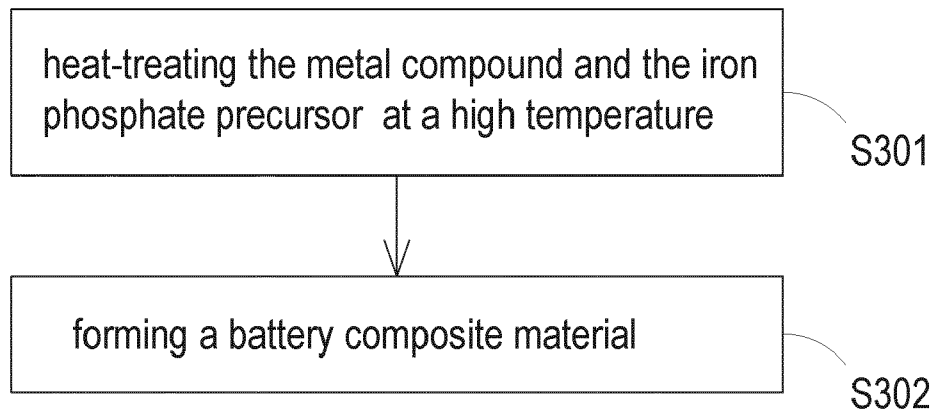 heat-treating the metal compound and the iron
phosphate precursor at a high temperature
S301
forming a battery composite material
S302